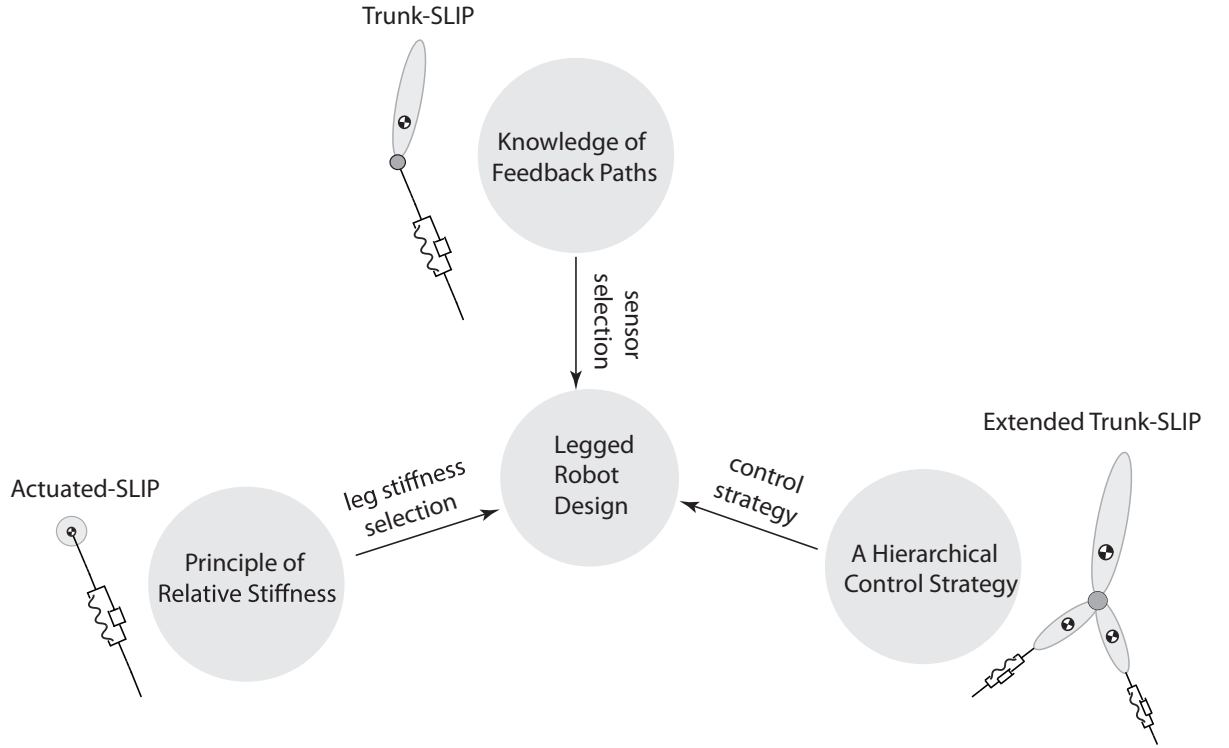 Trunk-SLIP
Knowledge of
Feedback Paths
sensor
selection
Legged
Robot
Design
Extended Trunk-SLIP
control
strategy
A Hierarchical
Control Strategy
Actuated-SLIP
leg stiffness
selection
Principle of
Relative Stiffness